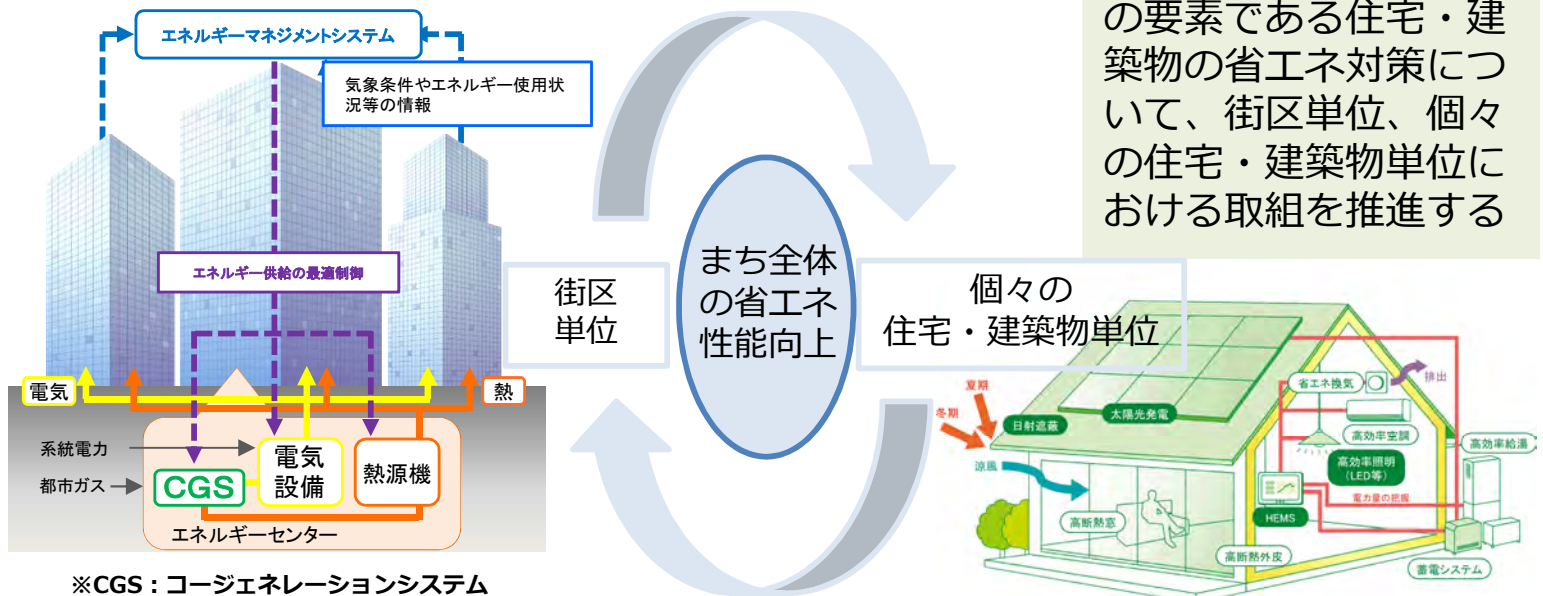 エネルギーマネジメントシステム
気象条件やエネルギー使用状
況等の情報
エネルギー供給の最適制御
電気
熱
系統電力
都市ガス
CGS
電気
設備
熱源機
エネルギーセンター
※CGS：コージェネレーションシステム
街区
単位
まち全体
の省エネ
性能向上
個々の
住宅・建築物単位
の要素である住宅・建
築物の省エネ対策につ
いて、街区単位、個々
の住宅・建築物単位に
おける取組を推進する
夏期
冬期
日射遮蔽
涼風
太陽光発電
省エネ換気
排出
高効率空調
高効率照明
(LED等)
高効率給湯
電力量の把握
HEMS
高断熱窓
高断熱外皮
蓄電システム